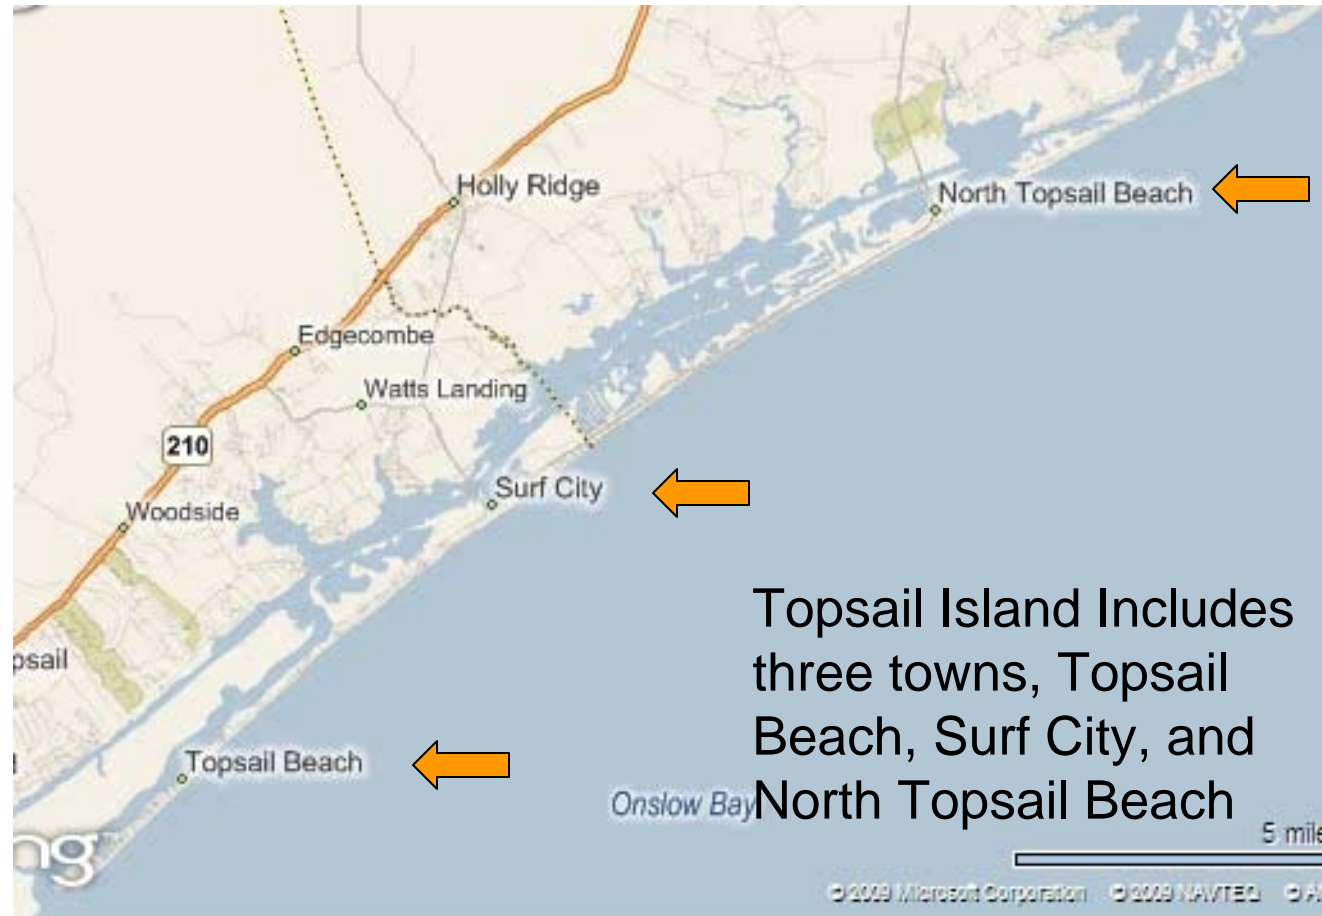 Holly Ridge
North Topsail Beach
Edgecombe
Watts Landing
210
Surf City
Woodside
Topsail Island Includes
three towns, Topsail
Beach, Surf City, and
North Topsail Beach
psail
Topsail Beach
Onslow Bay
5 mile
ng
© 2009 Microsoft Corporation © 2009 NAVTEQ © A